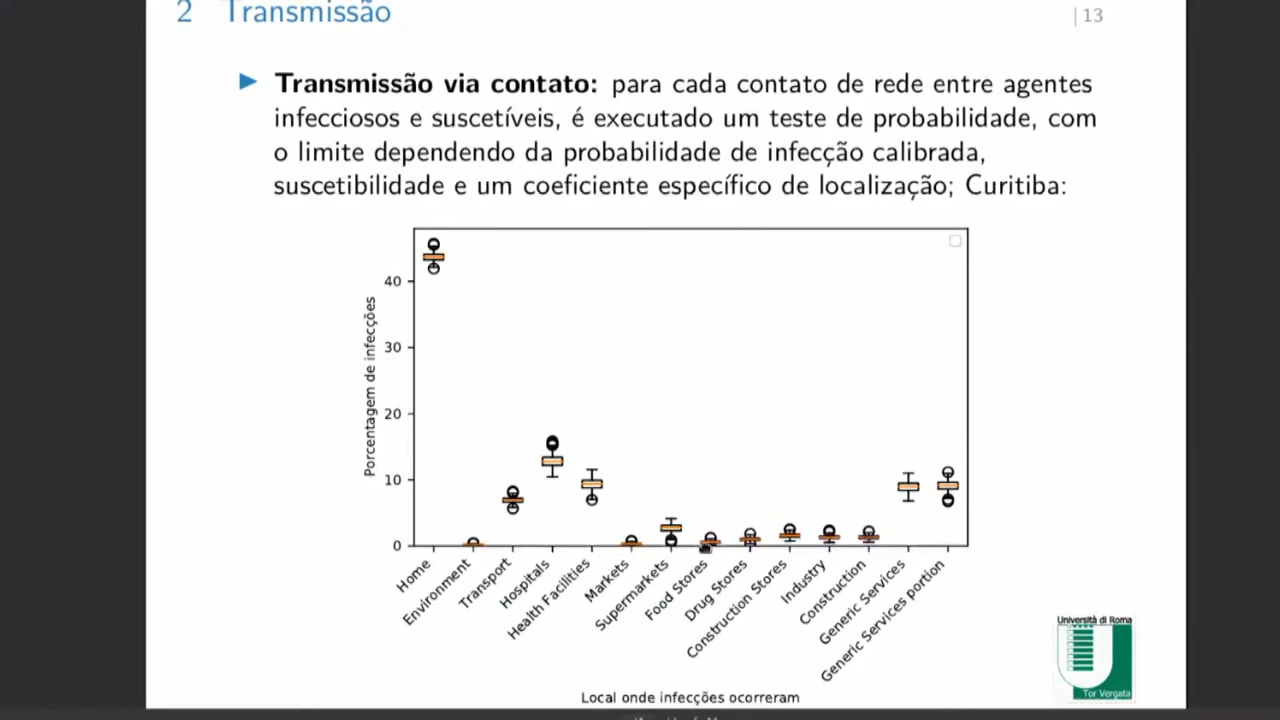 2 Transmissão
| 13
Transmissão via contato: para cada contato de rede entre agentes
infecciosos e suscetíveis, é executado um teste de probabilidade, com
o limite dependendo da probabilidade de infecção calibrada,
suscetibilidade e um coeficiente específico de localização; Curitiba:
Porcentagem de infecções
40
30
20
10
0
Home
Environment
Transport
Hospitals
Health Facilities
Markets
Supermarkets
Food Stores
Drug Stores
Construction Stores
Industry
Construction
Generic Services
Generic Services portion
Local onde infecções ocorreram
Università di Roma
Tor Vergata